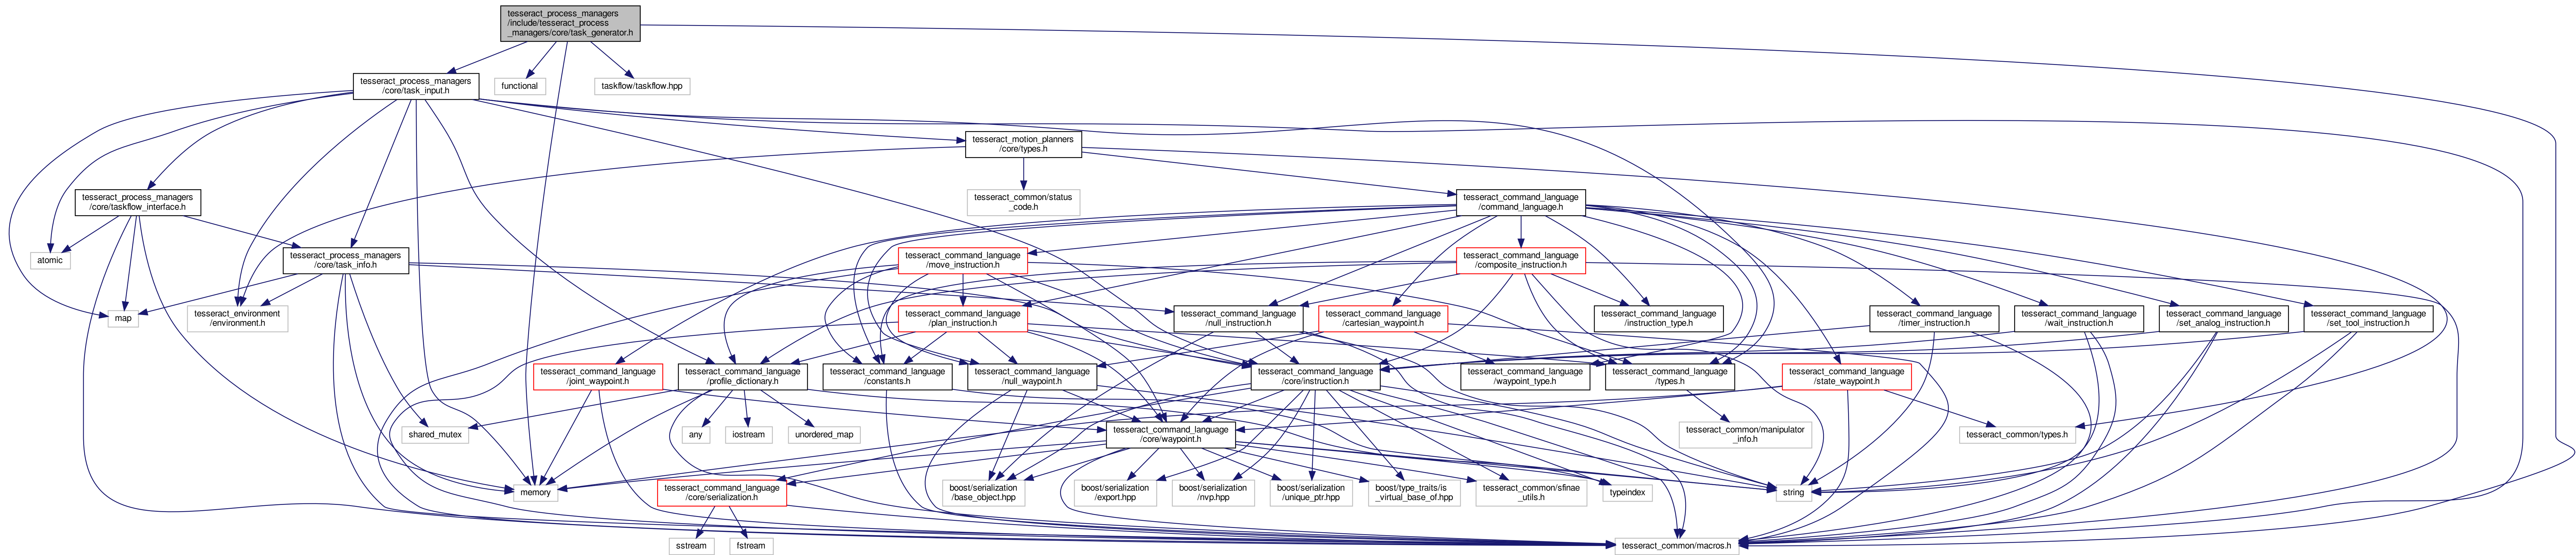 tesseract_process_managers
/include/tesseract_process
_managers/core/task_generator.h
tesseract_process_managers
/core/task_input.h
functional
taskflow/taskflow.hpp
tesseract_motion_planners
/core/types.h
tesseract_process_managers
/core/taskflow_interface.h
tesseract_common/status
_code.h
tesseract_command_language
/command_language.h
atomic
tesseract_process_managers
/core/task_info.h
tesseract_command_language
/move_instruction.h
tesseract_command_language
/composite_instruction.h
map
tesseract_environment
/environment.h
tesseract_command_language
/plan_instruction.h
tesseract_command_language
/null_instruction.h
tesseract_command_language
/cartesian_waypoint.h
tesseract_command_language
/instruction_type.h
tesseract_command_language
/timer_instruction.h
tesseract_command_language
/wait_instruction.h
tesseract_command_language
/set_analog_instruction.h
tesseract_command_language
/set_tool_instruction.h
tesseract_command_language
/joint_waypoint.h
tesseract_command_language
/profile_dictionary.h
tesseract_command_language
/constants.h
tesseract_command_language
/null_waypoint.h
tesseract_command_language
/core/instruction.h
tesseract_command_language
/waypoint_type.h
tesseract_command_language
/types.h
tesseract_command_language
/state_waypoint.h
shared_mutex
any
iostream
unordered_map
tesseract_command_language
/core/waypoint.h
tesseract_common/manipulator
_info.h
tesseract_common/types.h
memory
tesseract_command_language
/core/serialization.h
boost/serialization
/base_object.hpp
boost/serialization
/export.hpp
boost/serialization
/nvp.hpp
boost/serialization
/unique_ptr.hpp
boost/type_traits/is
_virtual_base_of.hpp
tesseract_common/sfinae
_utils.h
typeindex
string
sstream
fstream
tesseract_common/macros.h